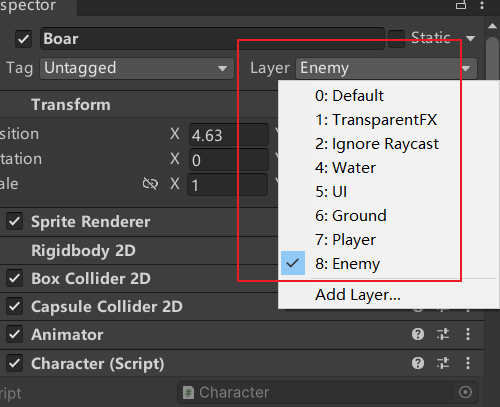 spector
Boar
Static
Tag Untagged
Layer Enemy
Transform
sition X 4.63
tation X 0
ale X 1
Sprite Renderer
Rigidbody 2D
Box Collider 2D
Capsule Collider 2D
Animator
Character (Script)
ript Character
0: Default
1: TransparentFX
2: Ignore Raycast
4: Water
5: UI
6: Ground
7: Player
8: Enemy
Add Layer...